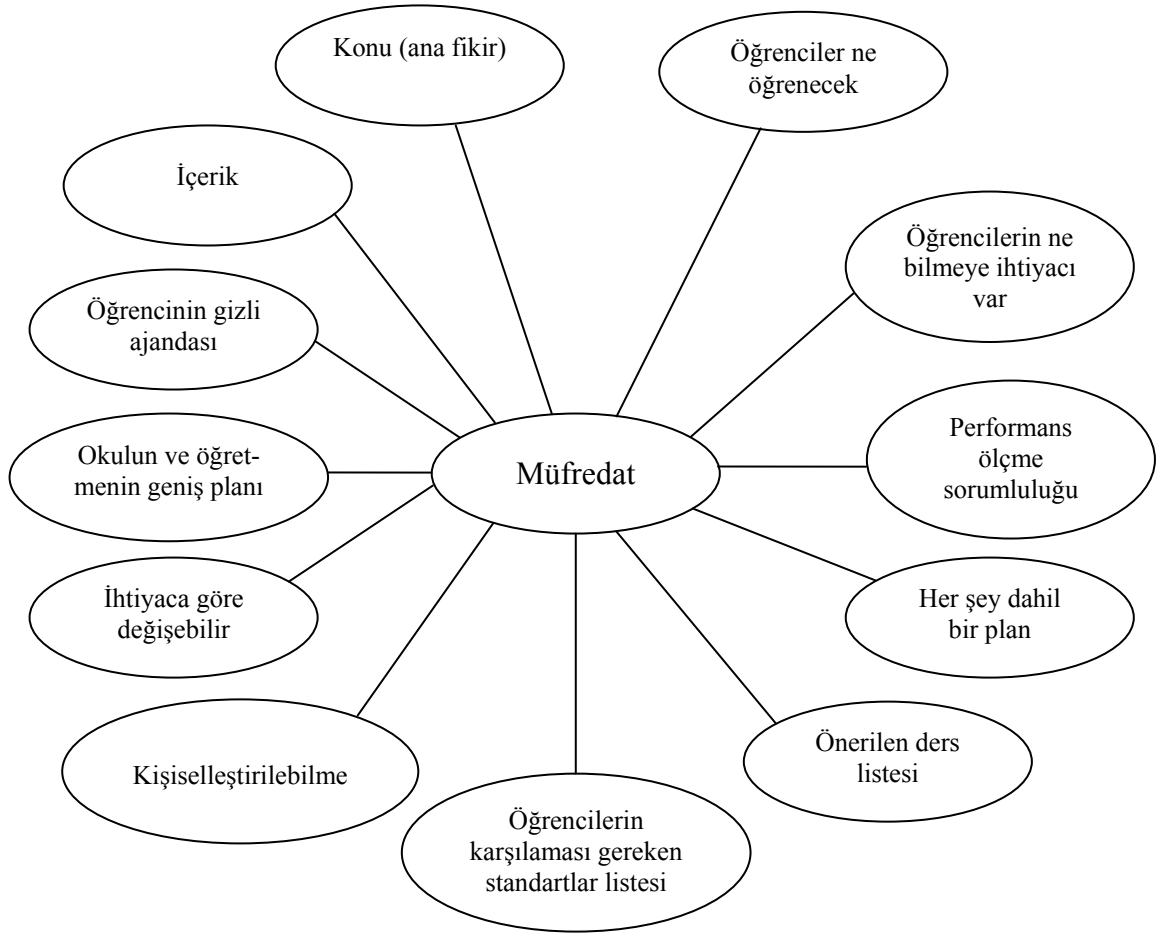 Konu (ana fikir)
Öğrenciler ne
öğrenecek
İçerik
Öğrencilerin ne
bilmeye ihtiyacı
var
Öğrencinin gizli
ajandası
Performans
ölçme
sorumluluğu
Okulun ve öğret-
menin geniş planı
Müfredat
İhtiyaca göre
değişebilir
Her şey dahil
bir plan
Kişiselleştirilebilme
Önerilen ders
listesi
Öğrencilerin
karşılaması gereken
standartlar listesi